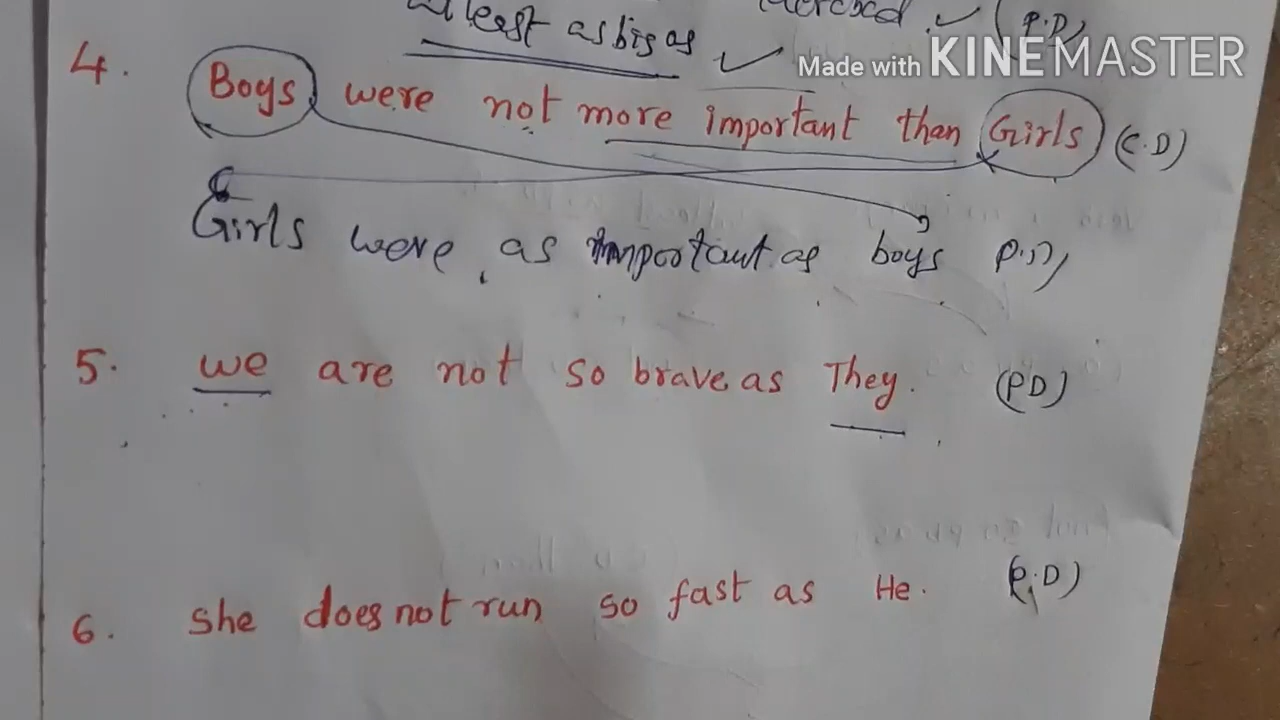 least as big as ✓ (P.D)
Made with KINEMASTER
4. Boys were not more important than Girls (C.D)
Girls were as important as boys P.D
5. we are not so brave as They. (PD)
6. She does not run so fast as He. (P.D)